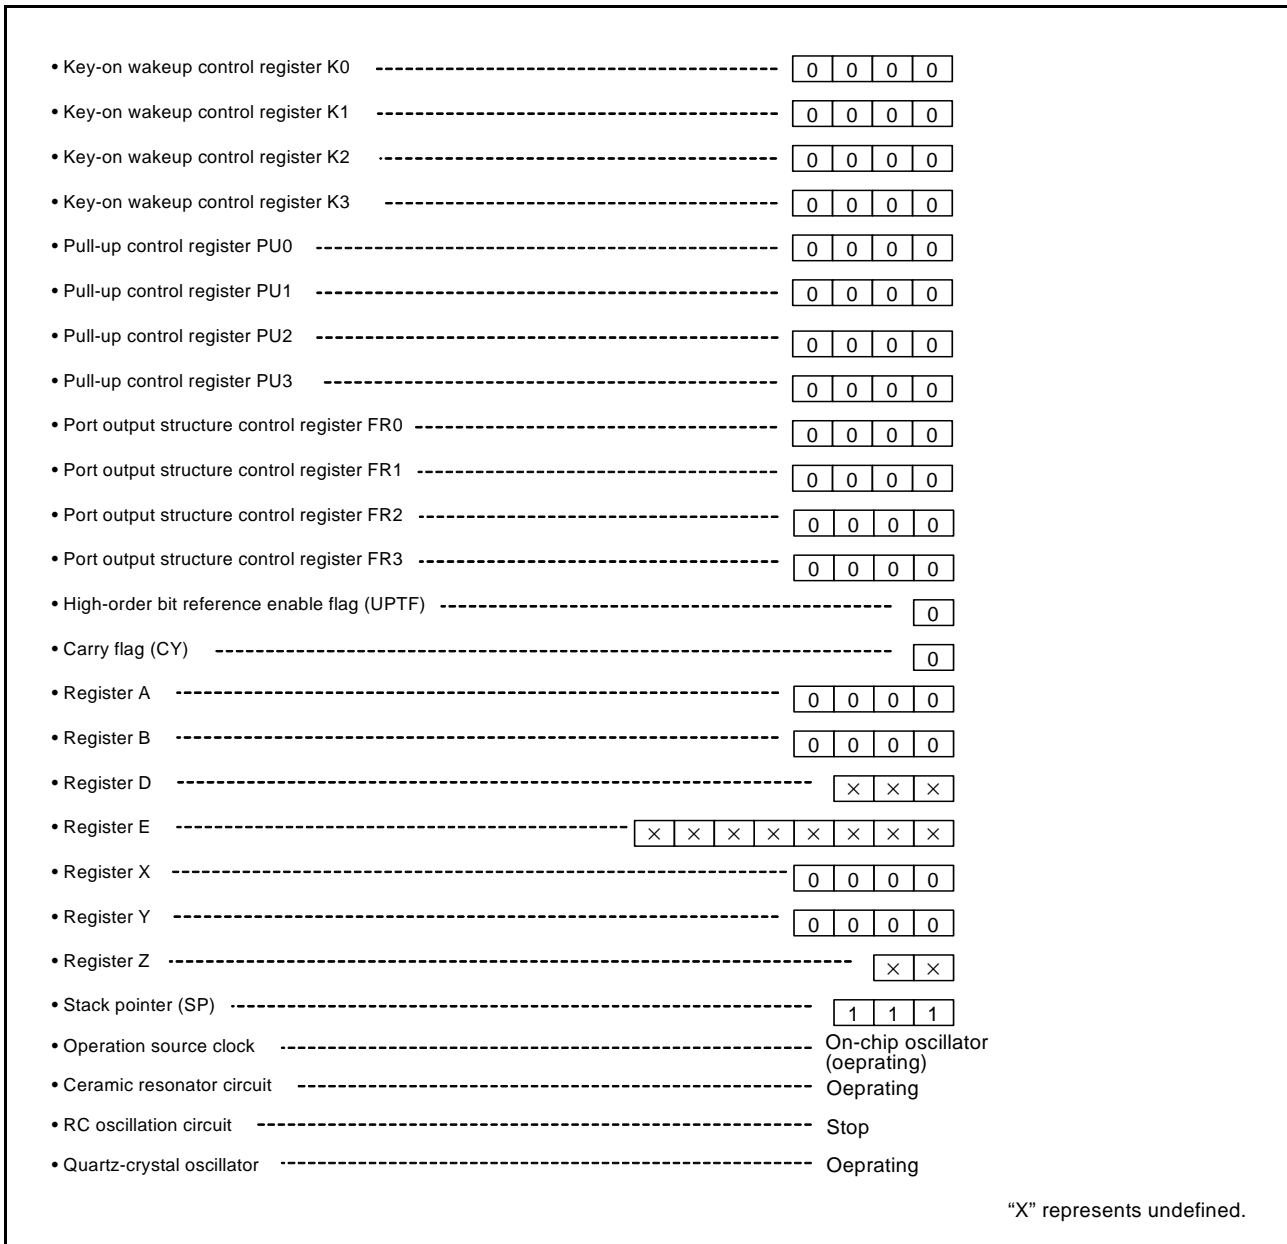 • Key-on wakeup control register K0 0 0 0 0
• Key-on wakeup control register K1 0 0 0 0
• Key-on wakeup control register K2 0 0 0 0
• Key-on wakeup control register K3 0 0 0 0
• Pull-up control register PU0 0 0 0 0
• Pull-up control register PU1 0 0 0 0
• Pull-up control register PU2 0 0 0 0
• Pull-up control register PU3 0 0 0 0
• Port output structure control register FR0 0 0 0 0
• Port output structure control register FR1 0 0 0 0
• Port output structure control register FR2 0 0 0 0
• Port output structure control register FR3 0 0 0 0
• High-order bit reference enable flag (UPTF) 0
• Carry flag (CY) 0
• Register A 0 0 0 0
• Register B 0 0 0 0
• Register D × × ×
• Register E × × × × × × × ×
• Register X 0 0 0 0
• Register Y 0 0 0 0
• Register Z × ×
• Stack pointer (SP) 1 1 1
• Operation source clock On-chip oscillator
(oeprating)
• Ceramic resonator circuit Oeprating
• RC oscillation circuit Stop
• Quartz-crystal oscillator Oeprating
“X” represents undefined.